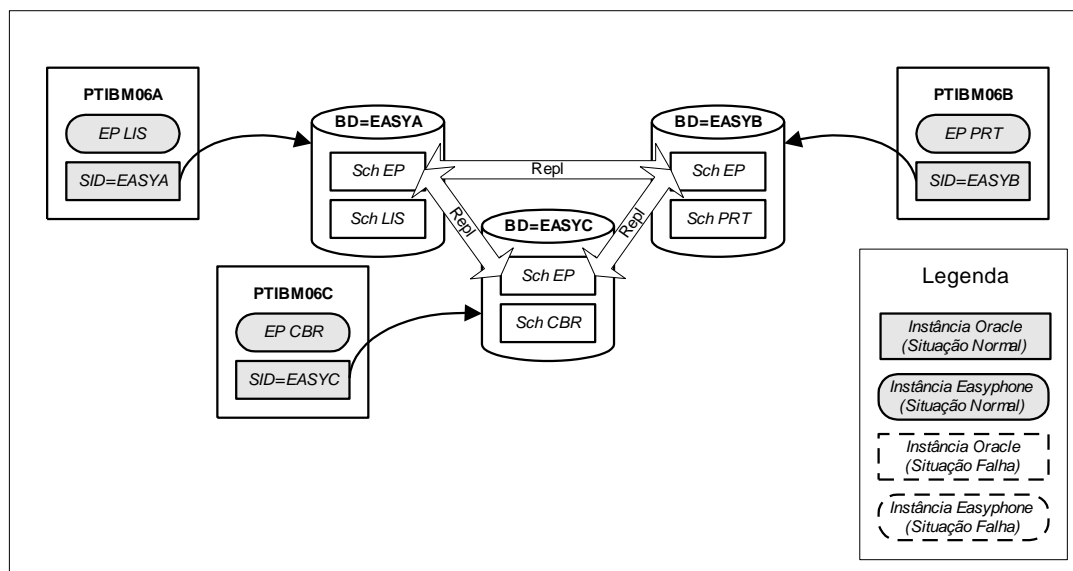 PTIBM06A
EP LIS
SID=EASYA
BD=EASYA
Sch EP
Sch LIS
Repl
BD=EASYB
Sch EP
Sch PRT
PTIBM06B
EP PRT
SID=EASYB
Repl
Repl
BD=EASYC
Sch EP
Sch CBR
PTIBM06C
EP CBR
SID=EASYC
Legenda
Instância Oracle
(Situação Normal)
Instância Easyphone
(Situação Normal)
Instância Oracle
(Situação Falha)
Instância Easyphone
(Situação Falha)